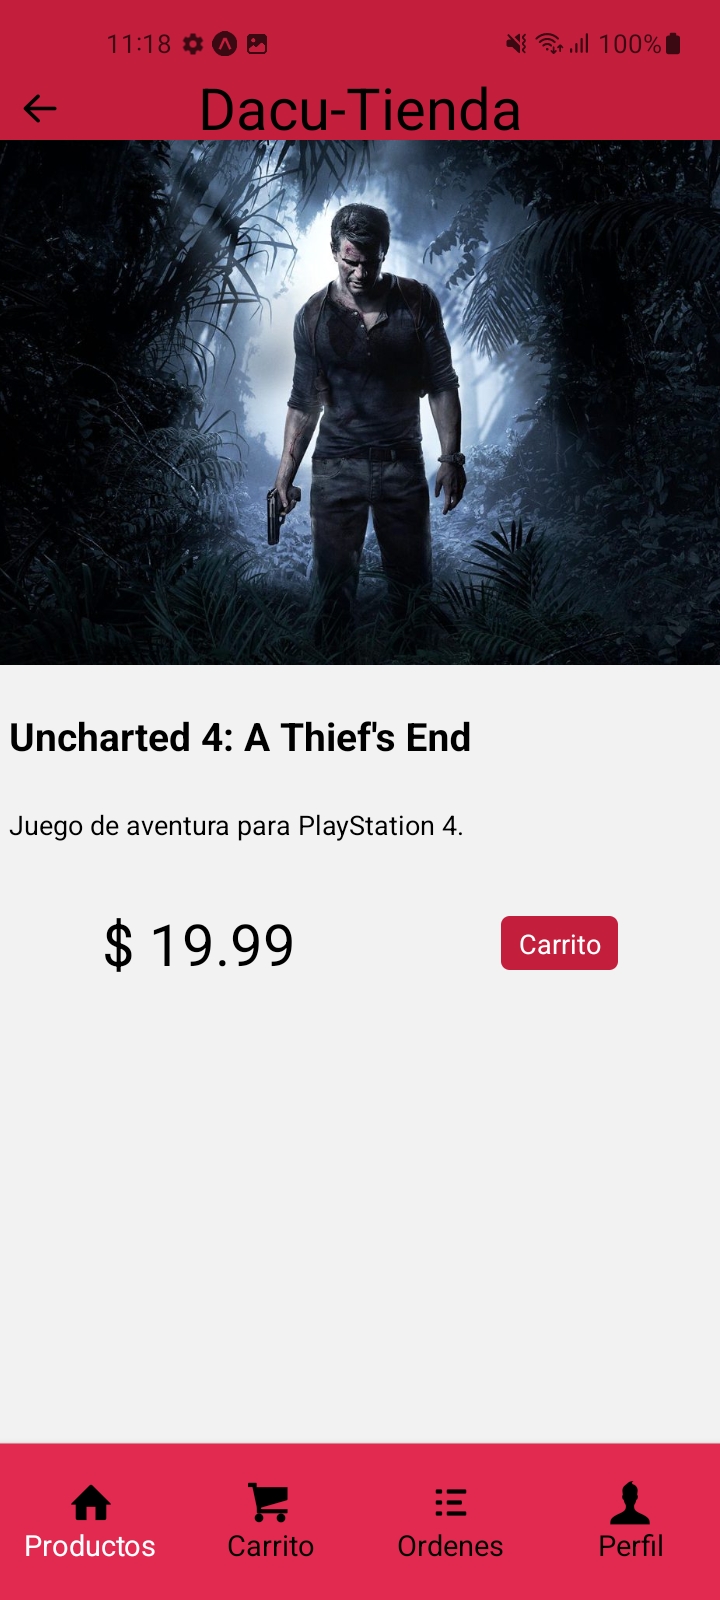 11:18 100%
Dacu-Tienda
Uncharted 4: A Thief's End
Juego de aventura para PlayStation 4.
$ 19.99 Carrito
Productos Carrito Ordenes Perfil